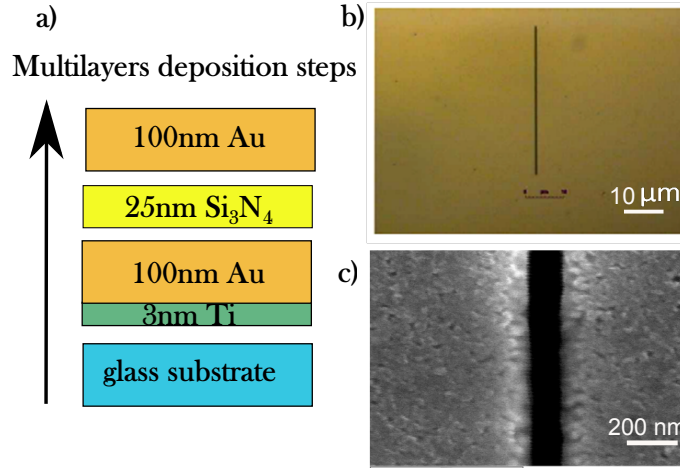 a)
Multilayers deposition steps
100nm Au
25nm Si₃N₄
100nm Au
3nm Ti
glass substrate
b)
10 μm
c)
200 nm